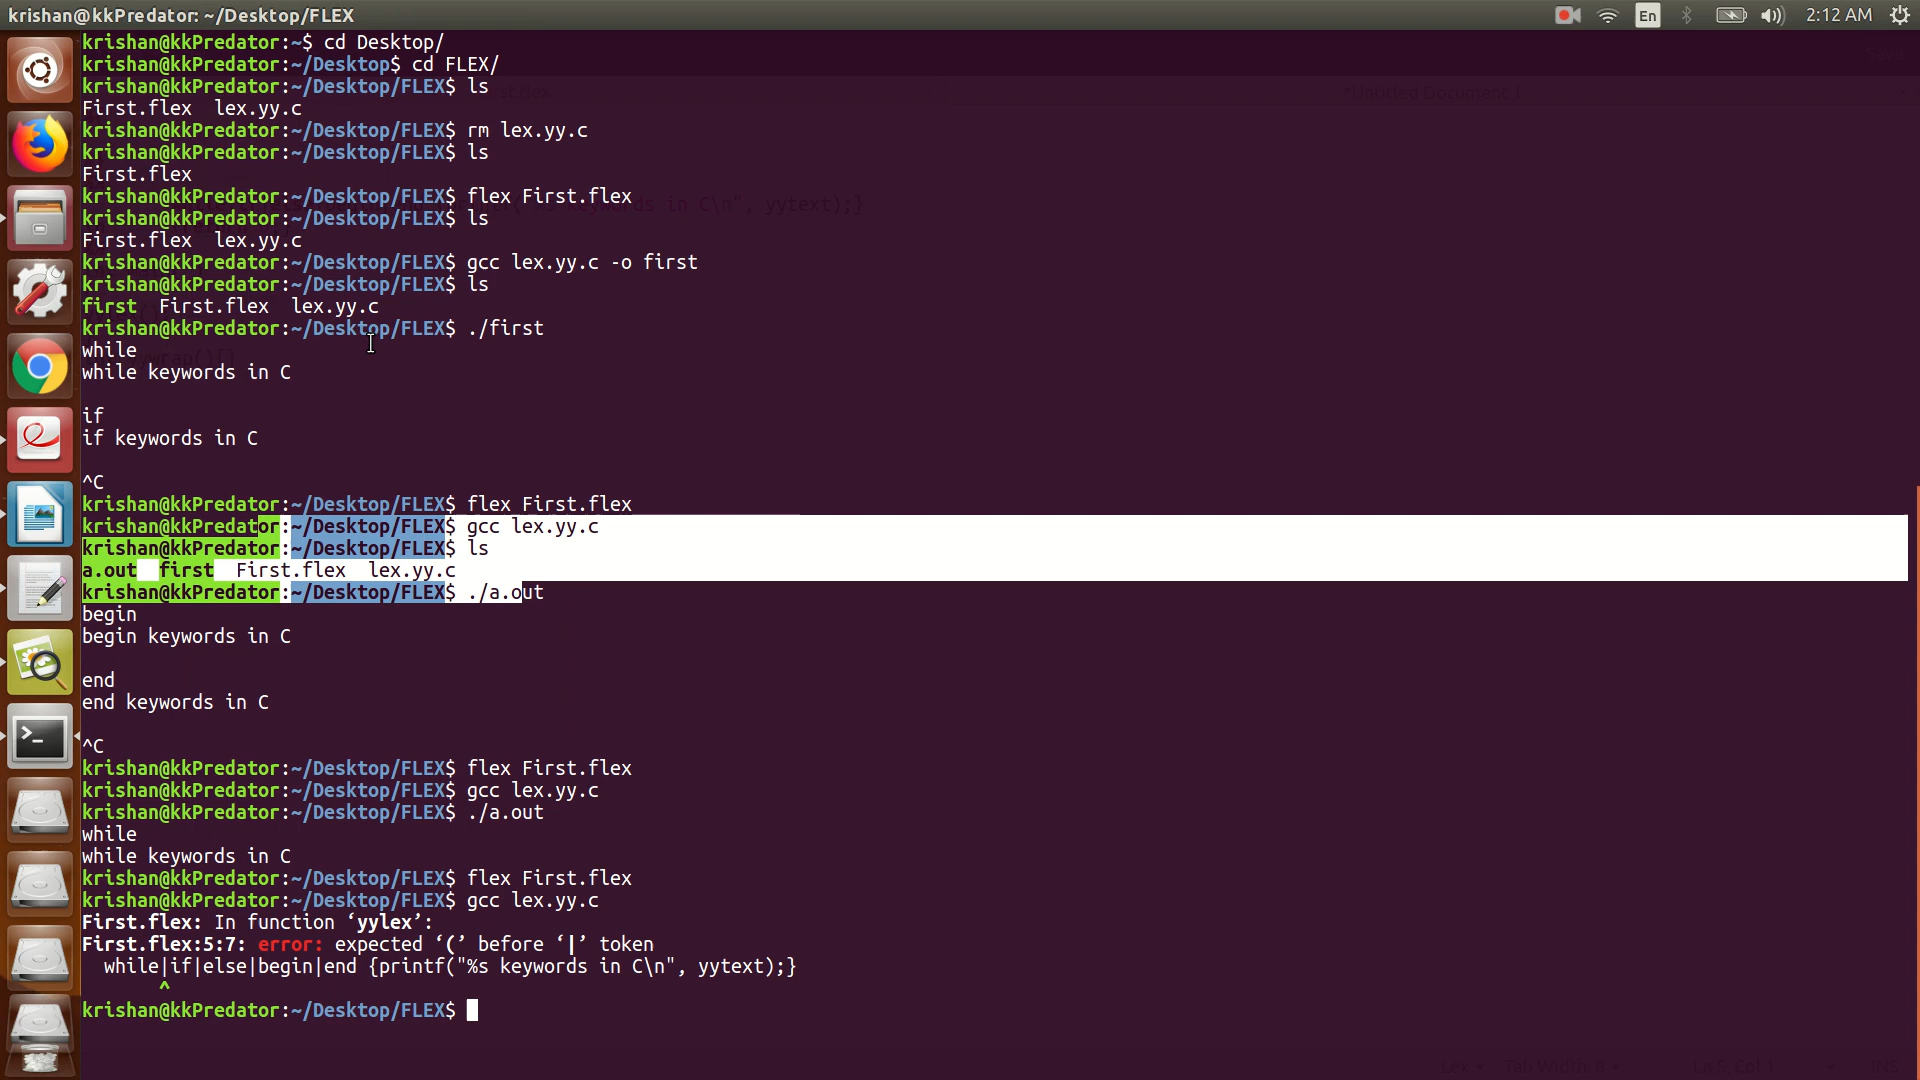 krishan@kkPredator: ~/Desktop/FLEX
En
2:12 AM
krishan@kkPredator:~$ cd Desktop/
krishan@kkPredator:~/Desktop$ cd FLEX/
krishan@kkPredator:~/Desktop/FLEX$ ls
First.flex  lex.yy.c
krishan@kkPredator:~/Desktop/FLEX$ rm lex.yy.c
krishan@kkPredator:~/Desktop/FLEX$ ls
First.flex
krishan@kkPredator:~/Desktop/FLEX$ flex First.flex
krishan@kkPredator:~/Desktop/FLEX$ ls
First.flex  lex.yy.c
krishan@kkPredator:~/Desktop/FLEX$ gcc lex.yy.c -o first
krishan@kkPredator:~/Desktop/FLEX$ ls
first  First.flex  lex.yy.c
krishan@kkPredator:~/Desktop/FLEX$ ./first
while
while keywords in C
if
if keywords in C
^C
krishan@kkPredator:~/Desktop/FLEX$ flex First.flex
krishan@kkPredator:~/Desktop/FLEX$ gcc lex.yy.c
krishan@kkPredator:~/Desktop/FLEX$ ls
a.out  first  First.flex  lex.yy.c
krishan@kkPredator:~/Desktop/FLEX$ ./a.out
begin
begin keywords in C
end
end keywords in C
^C
krishan@kkPredator:~/Desktop/FLEX$ flex First.flex
krishan@kkPredator:~/Desktop/FLEX$ gcc lex.yy.c
krishan@kkPredator:~/Desktop/FLEX$ ./a.out
while
while keywords in C
krishan@kkPredator:~/Desktop/FLEX$ flex First.flex
krishan@kkPredator:~/Desktop/FLEX$ gcc lex.yy.c
First.flex: In function ‘yylex’:
First.flex:5:7: error: expected ‘(’ before ‘|’ token
  while|if|else|begin|end {printf("%s keywords in C\n", yytext);}
       ^
krishan@kkPredator:~/Desktop/FLEX$